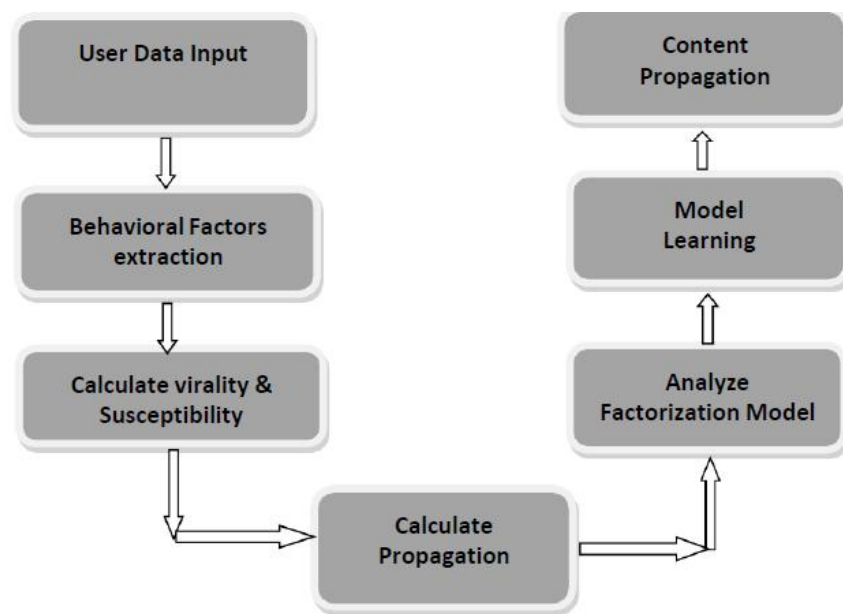 User Data Input
Behavioral Factors
extraction
Calculate virality &
Susceptibility
Calculate
Propagation
Analyze
Factorization Model
Model
Learning
Content
Propagation